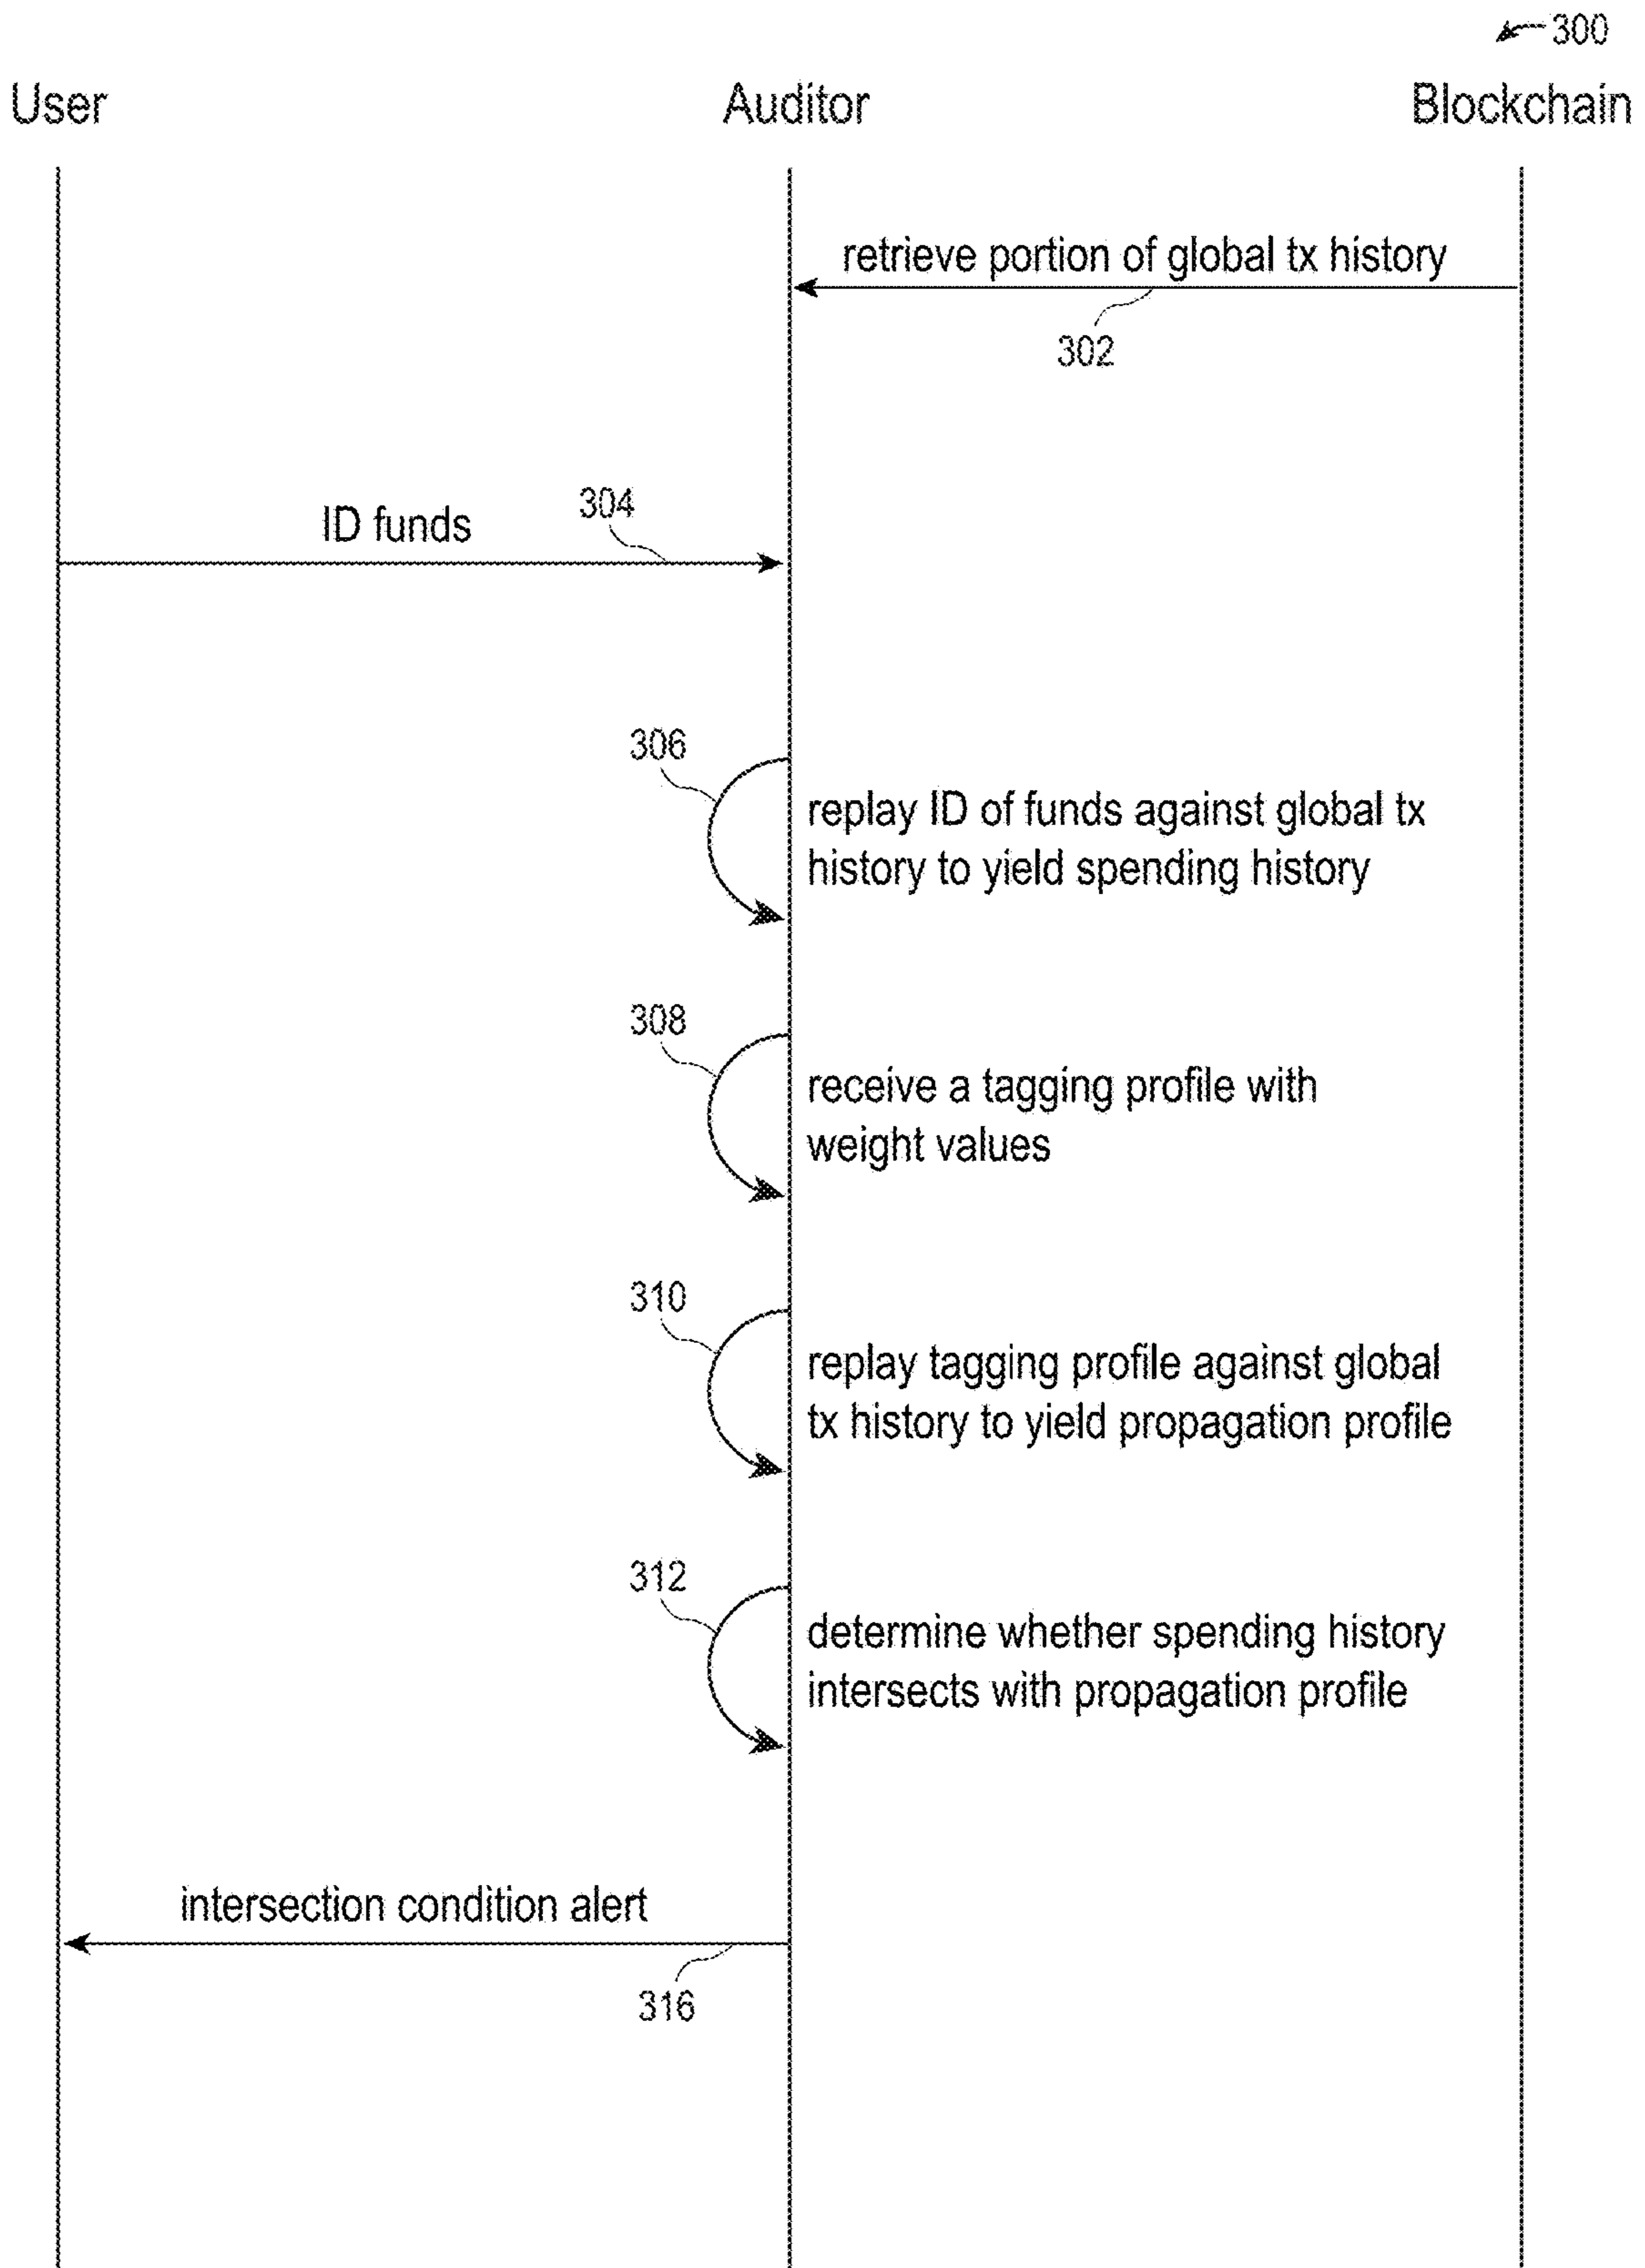 300
User
Auditor
Blockchain
retrieve portion of global tx history
302
ID funds
304
306
replay ID of funds against global tx
history to yield spending history
308
receive a tagging profile with
weight values
310
replay tagging profile against global
tx history to yield propagation profile
312
determine whether spending history
intersects with propagation profile
intersection condition alert
316